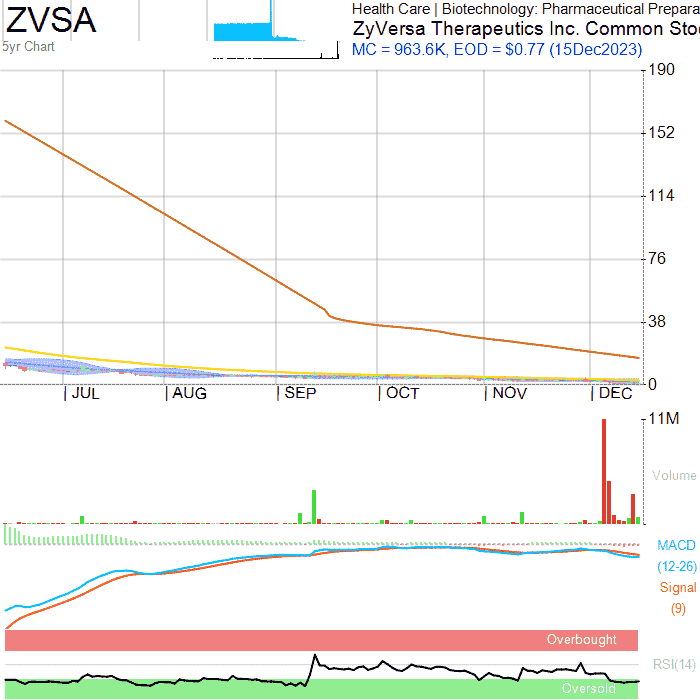 ZVSA
5yr Chart
Health Care | Biotechnology: Pharmaceutical Prepara
ZyVersa Therapeutics Inc. Common Sto
MC = 963.6K, EOD = $0.77 (15Dec2023)
190
152
114
76
38
0
| JUL | AUG | SEP | OCT | NOV | DEC
11M
Volume
MACD
(12-26)
Signal
(9)
Overbought
RSI(14)
Oversold